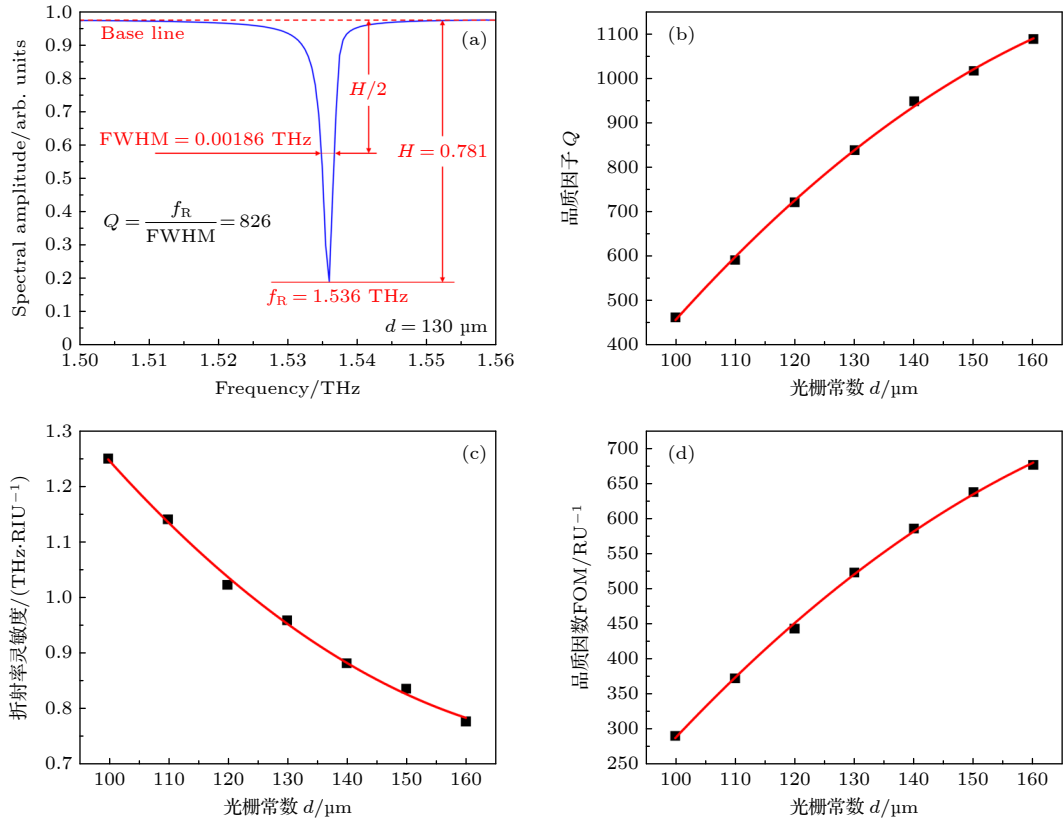 (a)
Base line
H/2
FWHM = 0.00186 THz
H = 0.781
Q = f_R/FWHM = 826
f_R = 1.536 THz
d = 130 µm
1.0
0.9
0.8
0.7
0.6
0.5
0.4
0.3
0.2
0.1
0
1.50 1.51 1.52 1.53 1.54 1.55 1.56
Spectral amplitude/arb. units
Frequency/THz
(b)
1100
1000
900
800
700
600
500
400
100 110 120 130 140 150 160
品质因子 Q
光栅常数 d/µm
(c)
1.3
1.2
1.1
1.0
0.9
0.8
0.7
100 110 120 130 140 150 160
折射率灵敏度/(THz·RIU⁻¹)
光栅常数 d/µm
(d)
700
650
600
550
500
450
400
350
300
250
100 110 120 130 140 150 160
品质因数FOM/RU⁻¹
光栅常数 d/µm